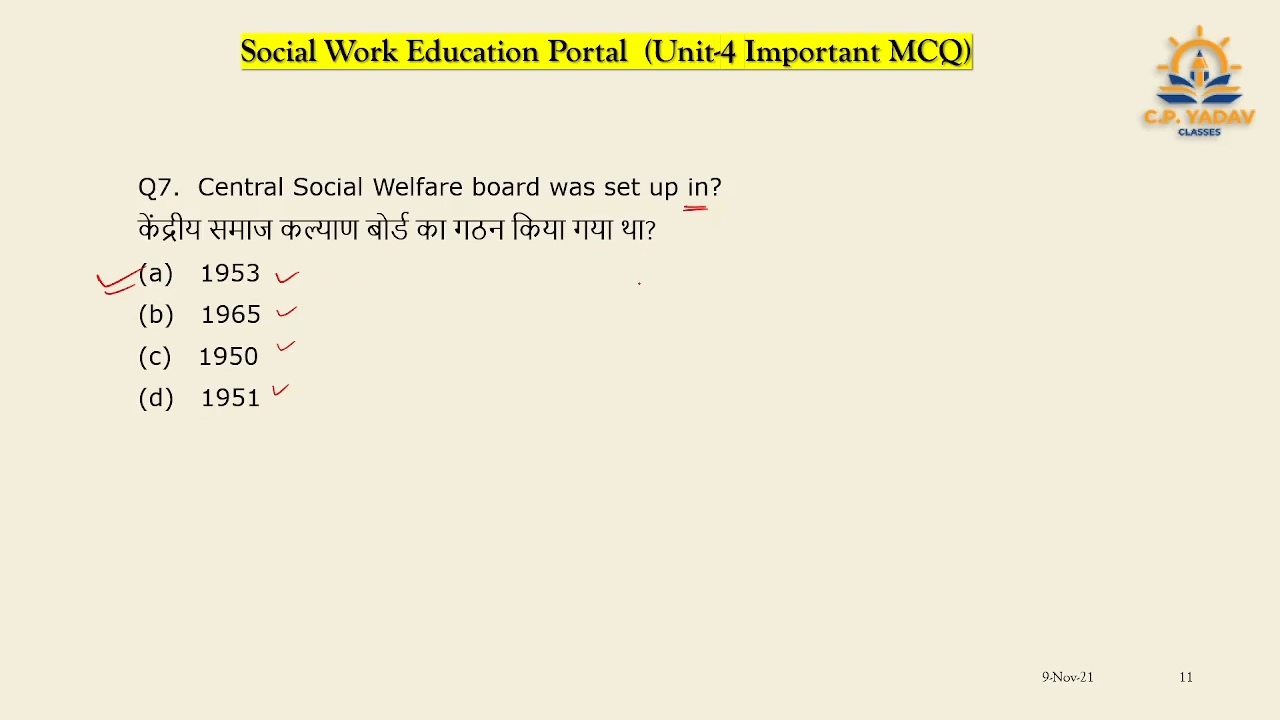 Social Work Education Portal (Unit-4 Important MCQ)
C.P. YADAV
CLASSES
Q7. Central Social Welfare board was set up in?
केंद्रीय समाज कल्याण बोर्ड का गठन किया गया था?
(a) 1953
(b) 1965
(c) 1950
(d) 1951
9-Nov-21 11